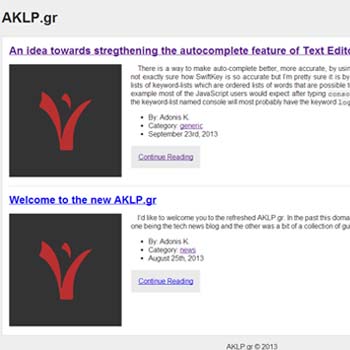 AKLP.gr
An idea towards stregthening the autocomplete feature of Text Edito
There is a way to make auto-complete better, more accurate, by usin
not exactly sure how SwiftKey is so accurate but I'm pretty sure it is by
lists of keyword-lists which are ordered lists of words that are possible t
example most of the JavaScript users would expect after typing conso
the keyword-list named console will most probably have the keyword log
By: Adonis K.
Category: generic
September 23rd, 2013
Continue Reading
Welcome to the new AKLP.gr
I'd like to welcome you to the refreshed AKLP.gr. In the past this doma
one being the tech news blog and the other was a bit of a collection of gu
By: Adonis K.
Category: news
August 25th, 2013
Continue Reading
AKLP.gr © 2013